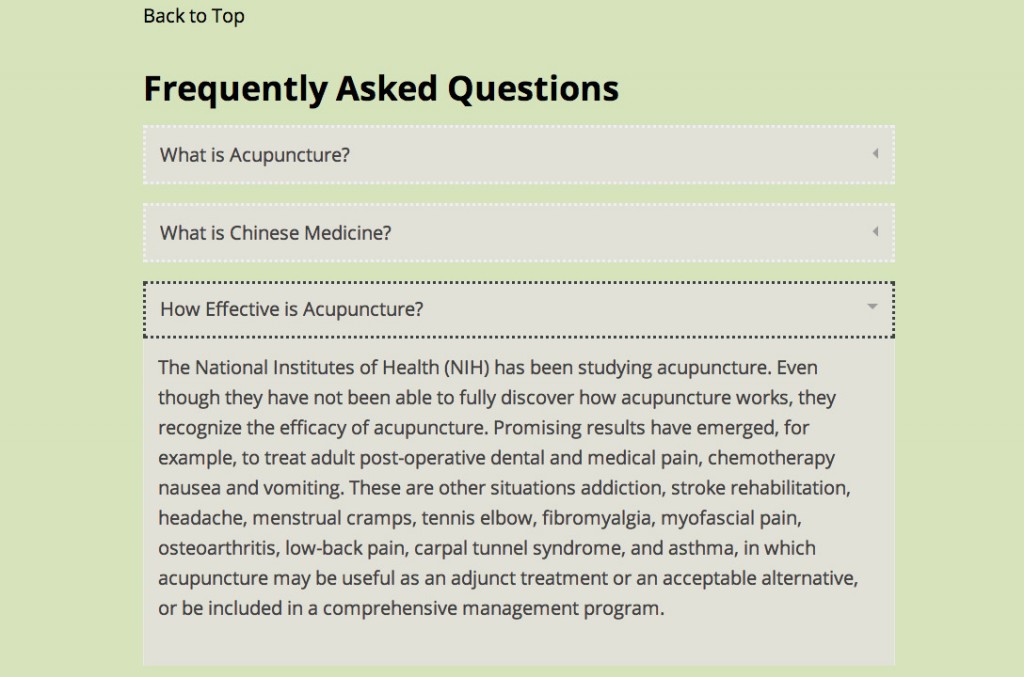 Back to Top
Frequently Asked Questions
What is Acupuncture?
What is Chinese Medicine?
How Effective is Acupuncture?
The National Institutes of Health (NIH) has been studying acupuncture. Even
though they have not been able to fully discover how acupuncture works, they
recognize the efficacy of acupuncture. Promising results have emerged, for
example, to treat adult post-operative dental and medical pain, chemotherapy
nausea and vomiting. These are other situations addiction, stroke rehabilitation,
headache, menstrual cramps, tennis elbow, fibromyalgia, myofascial pain,
osteoarthritis, low-back pain, carpal tunnel syndrome, and asthma, in which
acupuncture may be useful as an adjunct treatment or an acceptable alternative,
or be included in a comprehensive management program.